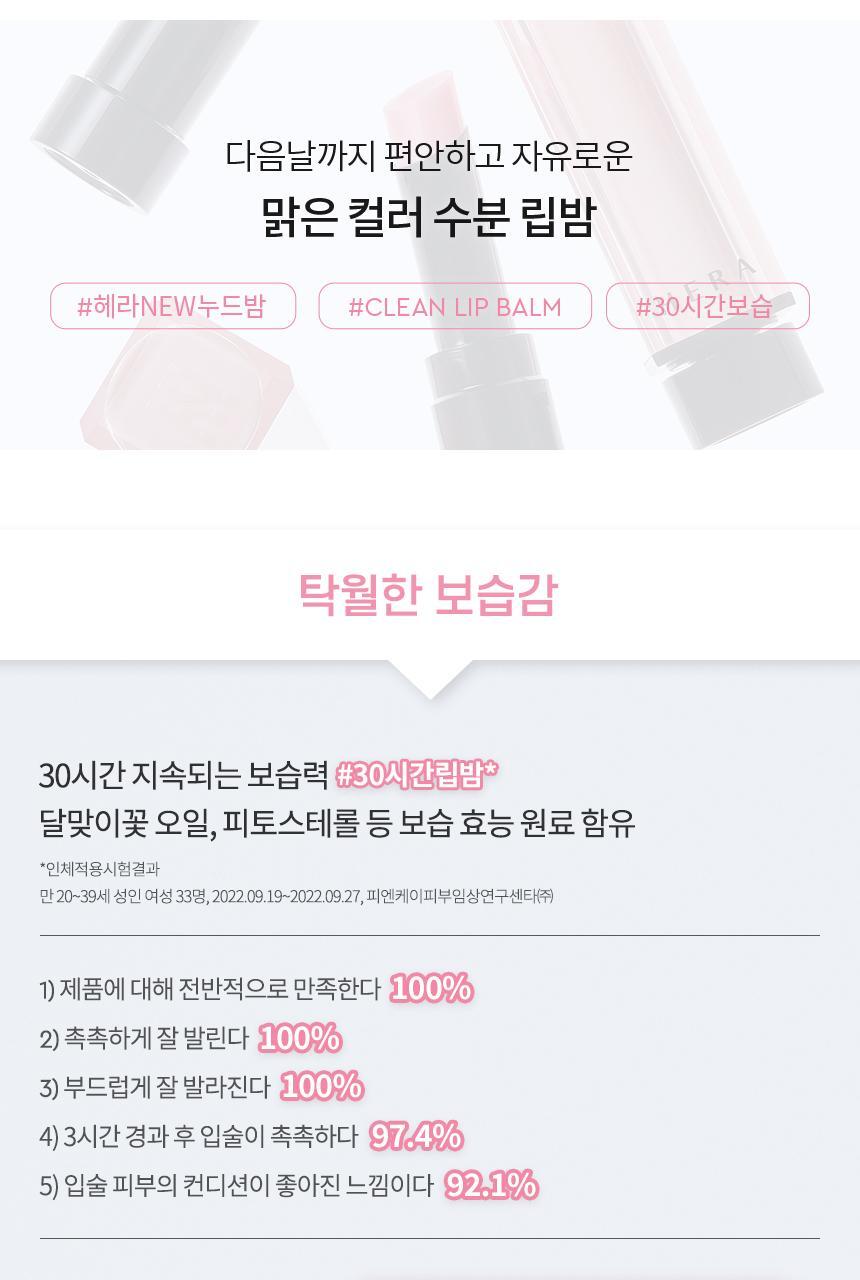 다음날까지 편안하고 자유로운
맑은 컬러 수분 립밤
#헤라NEW누드밤
#CLEAN LIP BALM
#30시간보습
HERA
탁월한 보습감
30시간 지속되는 보습력 #30시간립밤*
달맞이꽃 오일, 피토스테롤 등 보습 효능 원료 함유
*인체적용시험결과
만 20~39세 성인 여성 33명, 2022.09.19~2022.09.27, 피엔케이피부임상연구센타㈜
1) 제품에 대해 전반적으로 만족한다 100%
2) 촉촉하게 잘 발린다 100%
3) 부드럽게 잘 발라진다 100%
4) 3시간 경과 후 입술이 촉촉하다 97.4%
5) 입술 피부의 컨디션이 좋아진 느낌이다 92.1%